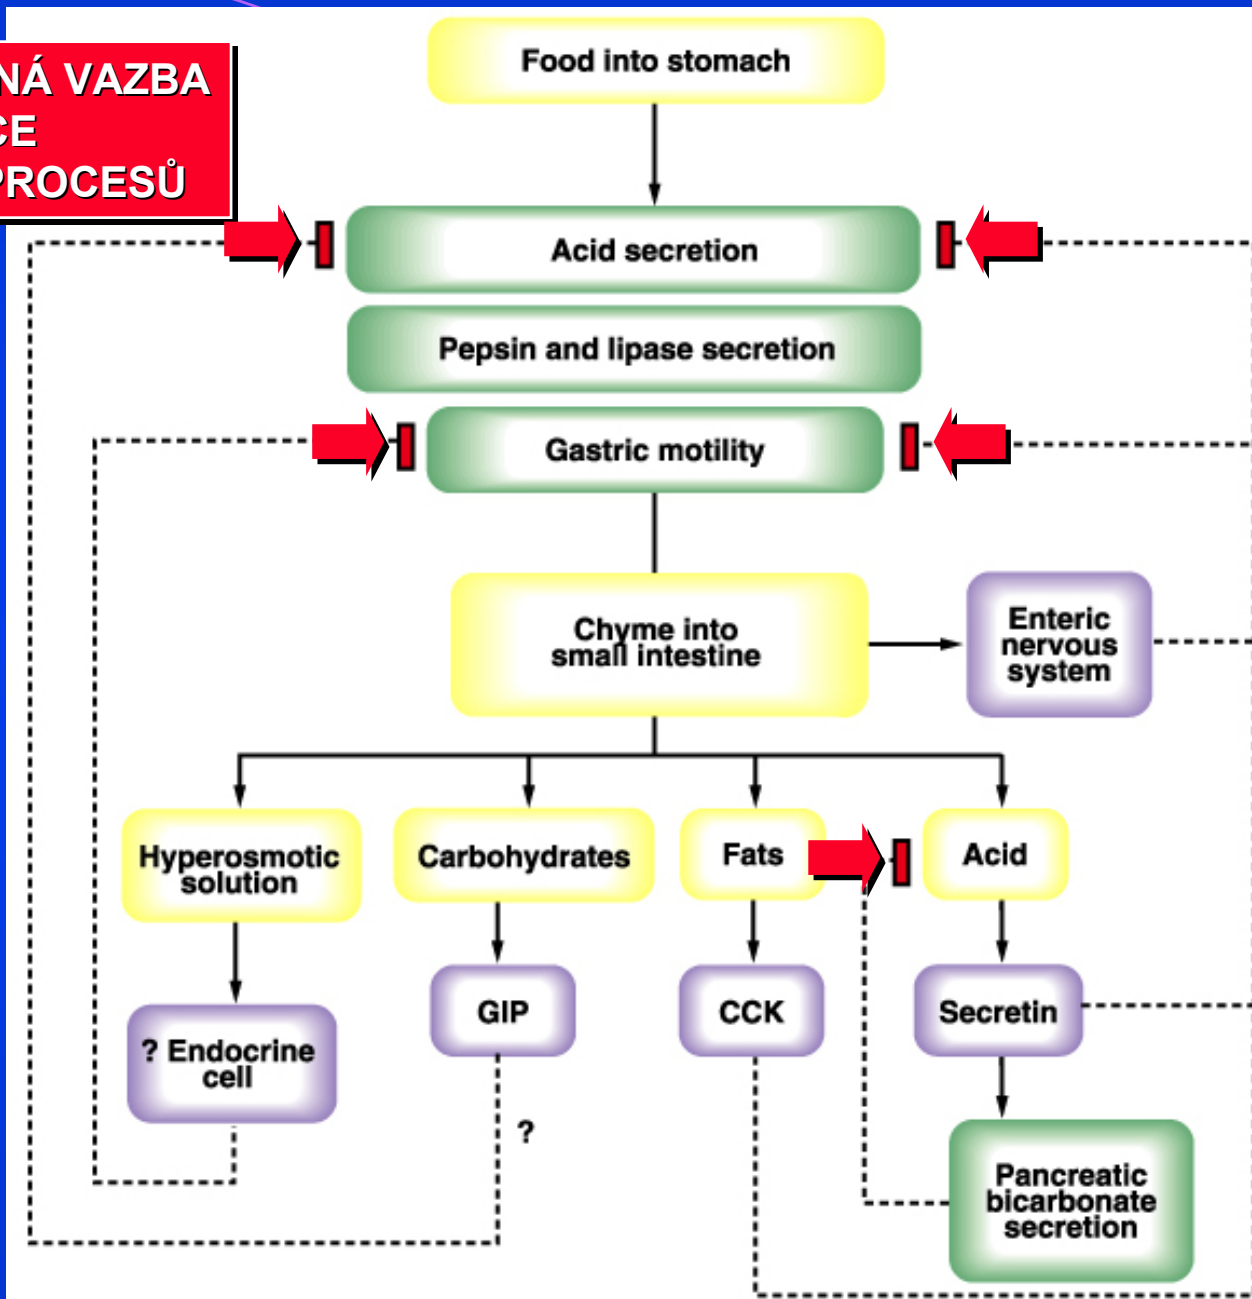 NÁ VAZBA
CE
PROCESŮ
Food into stomach
Acid secretion
Pepsin and lipase secretion
Gastric motility
Chyme into
small intestine
Enteric
nervous
system
Hyperosmotic
solution
Carbohydrates
Fats
Acid
? Endocrine
cell
GIP
CCK
Secretin
?
Pancreatic
bicarbonate
secretion